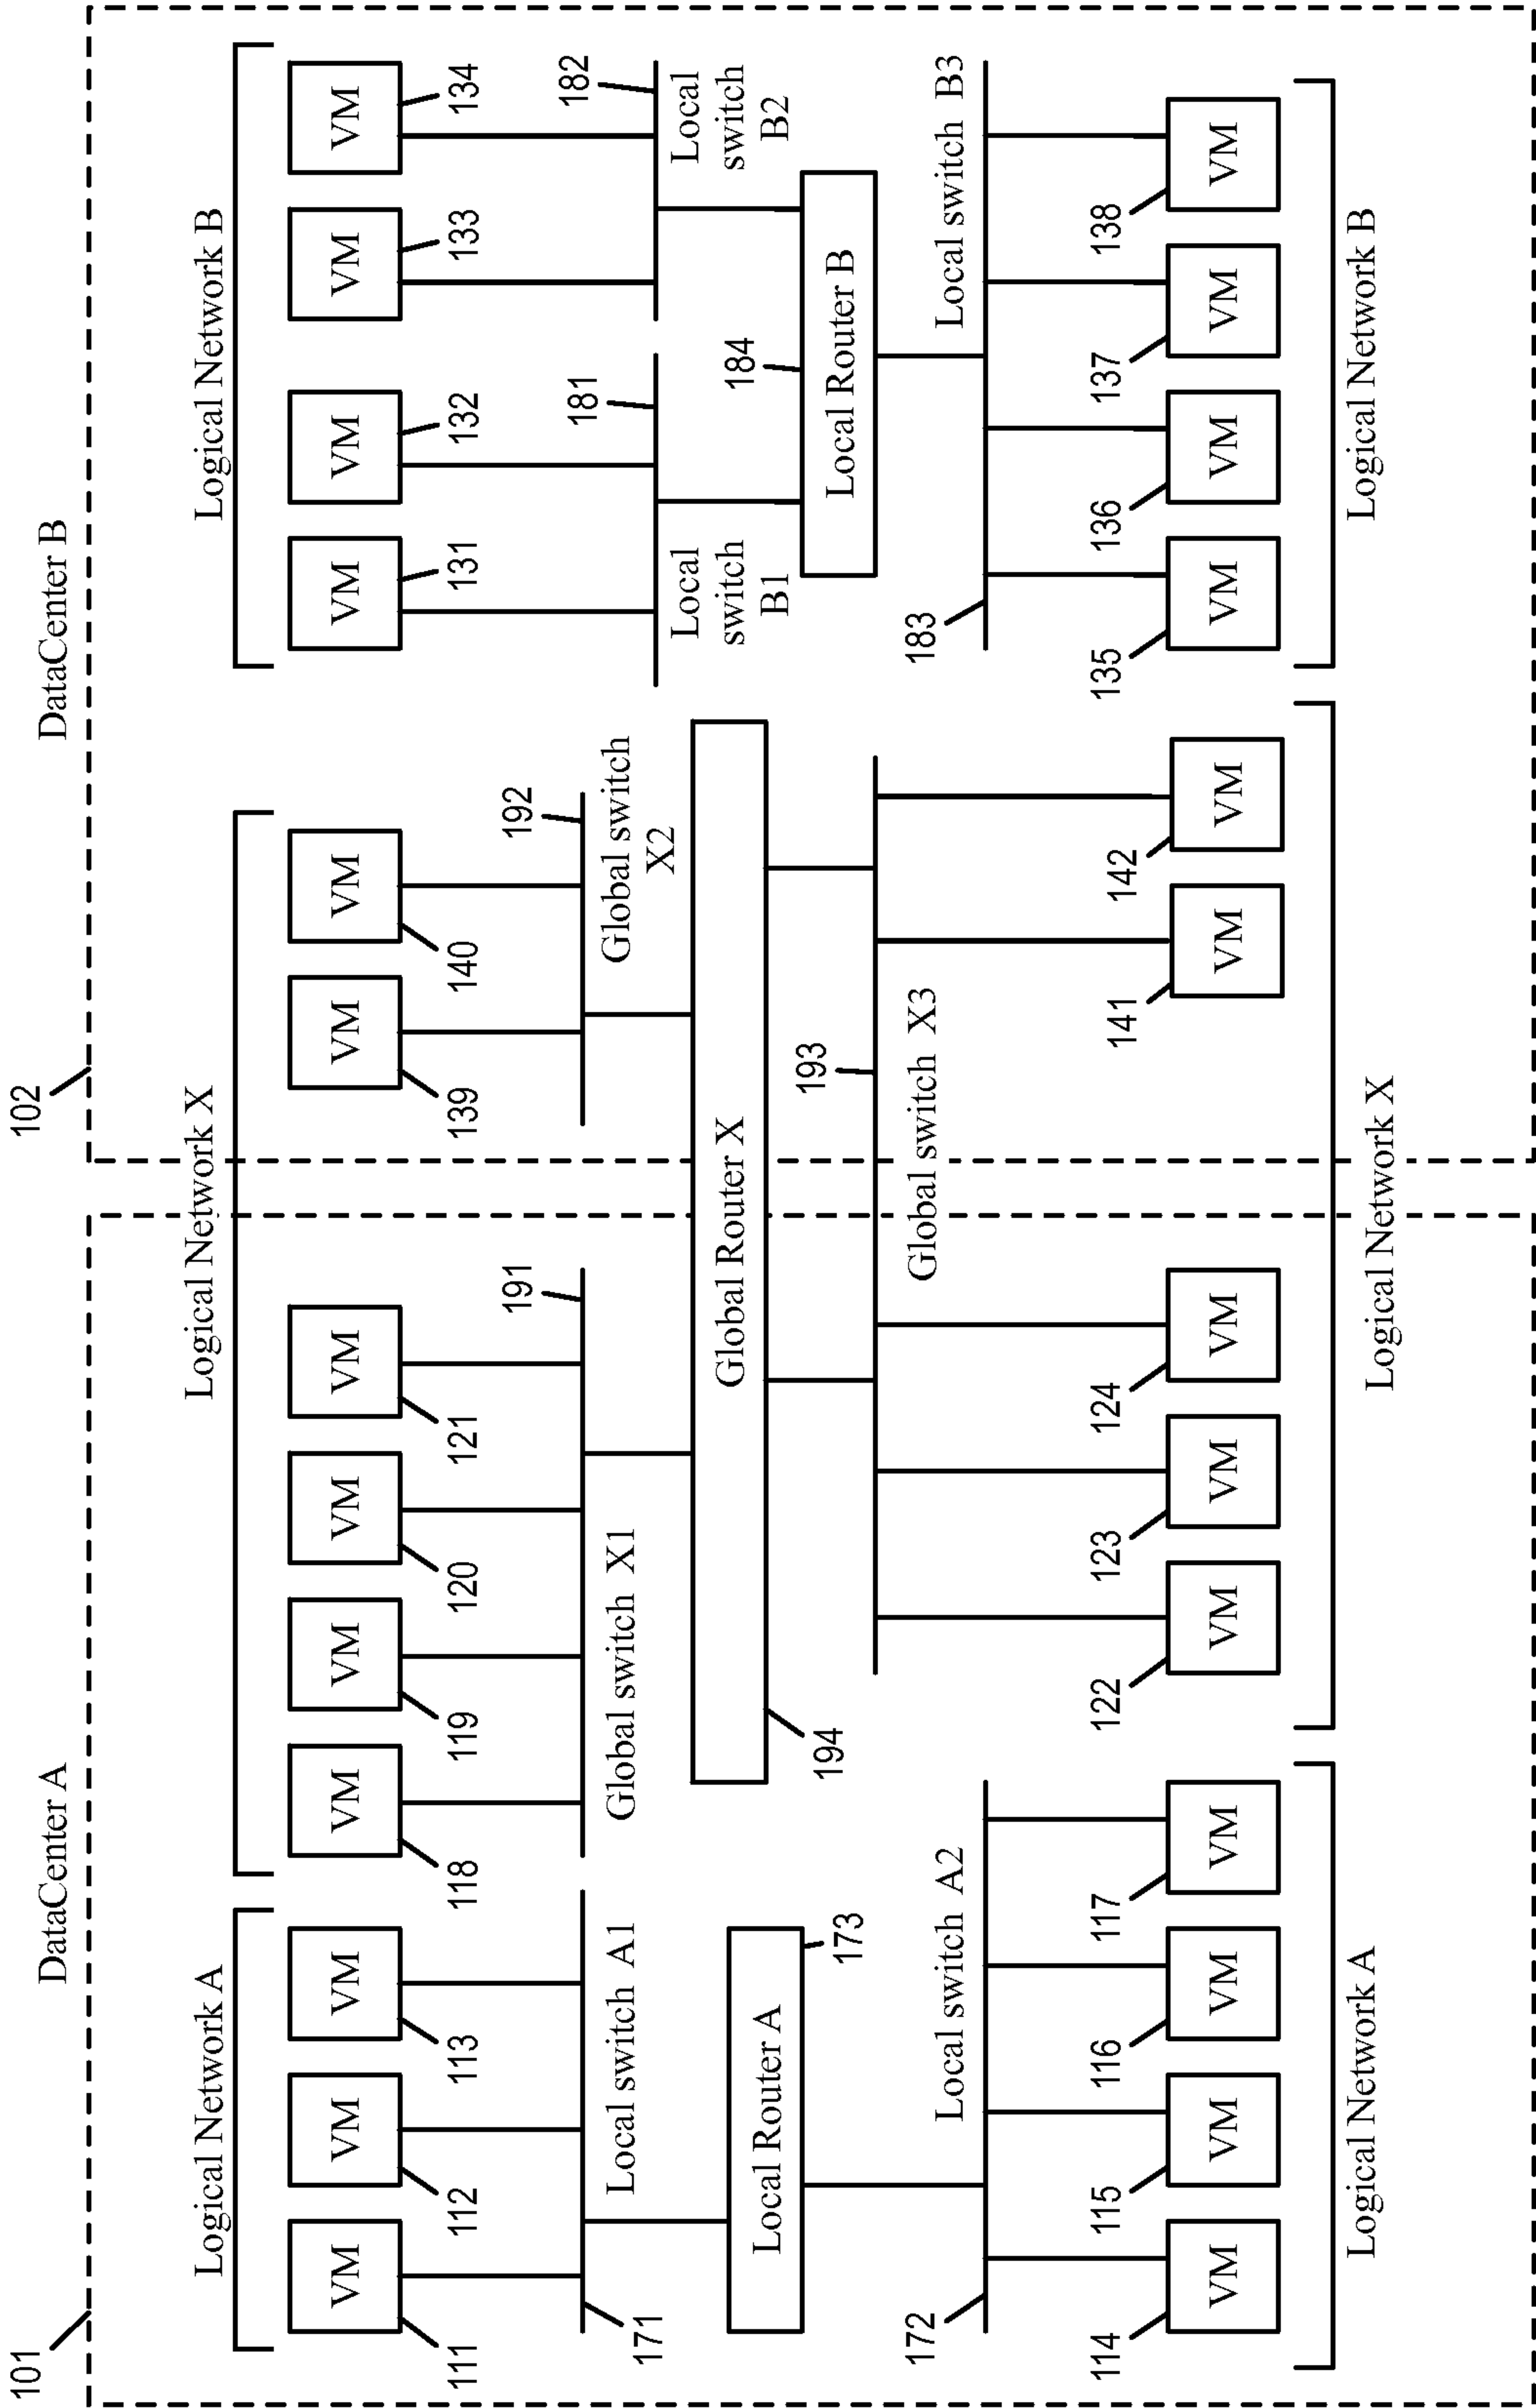 101
DataCenter A
102
DataCenter B
Logical Network A
Logical Network X
Logical Network B
VM
VM
VM
VM
VM
VM
VM
VM
VM
VM
VM
VM
VM
111
112
113
118
119
120
121
139
140
131
132
133
134
171
Local switch A1
Global switch X1
191
192
Global switch
X2
181
182
Local
switch
B1
Local
switch
B2
Local Router A
173
Global Router X
194
184
Local Router B
172
Local switch A2
193
Global switch X3
183
Local switch B3
114
115
116
117
122
123
124
141
142
135
136
137
138
VM
VM
VM
VM
VM
VM
VM
VM
VM
VM
VM
VM
VM
Logical Network A
Logical Network X
Logical Network B